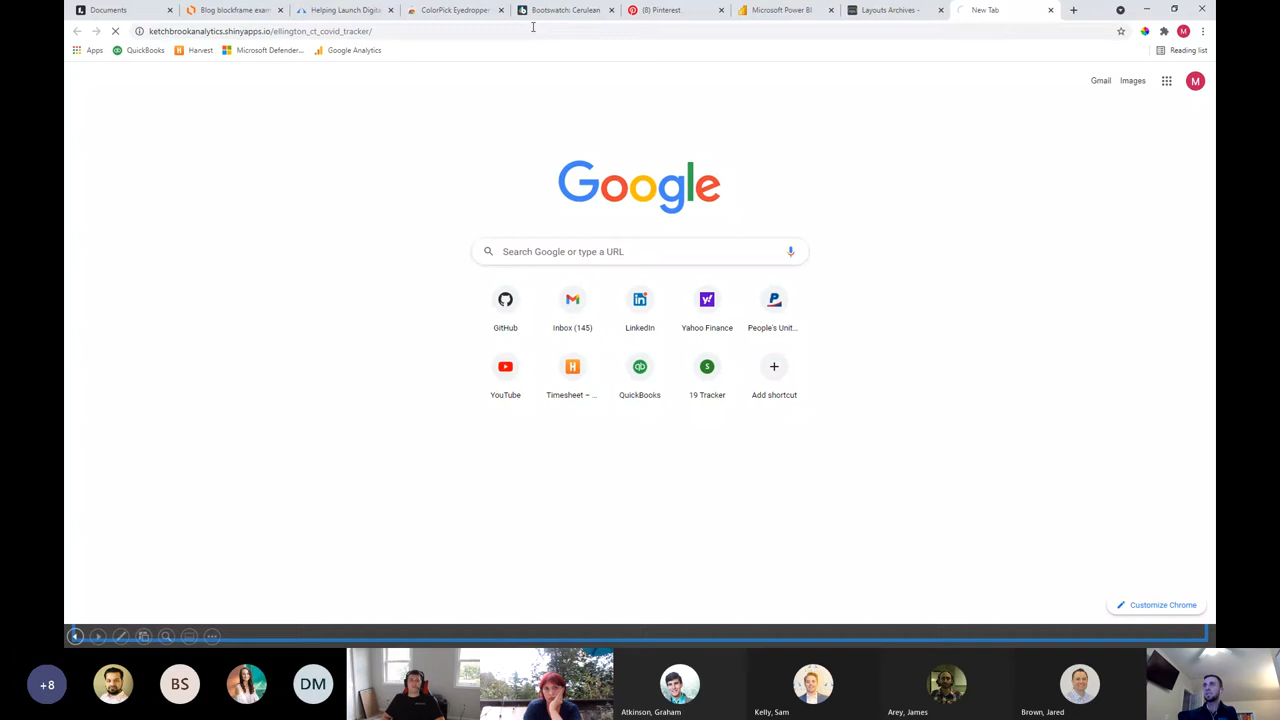 Documents
Blog blockframe exam
Helping Launch Digita
ColorPick Eyedropper
Bootswatch: Cerulean
(8) Pinterest
Microsoft Power BI
Layouts Archives -
New Tab
ketchbrookanalytics.shinyapps.io/ellington_ct_covid_tracker/
M
Apps
QuickBooks
Harvest
Microsoft Defender...
Google Analytics
Reading list
Gmail
Images
M
Google
Search Google or type a URL
GitHub
Inbox (145)
LinkedIn
Yahoo Finance
People's Unit...
YouTube
Timesheet – ...
QuickBooks
19 Tracker
Add shortcut
Customize Chrome
+8
BS
DM
Atkinson, Graham
Kelly, Sam
Arey, James
Brown, Jared